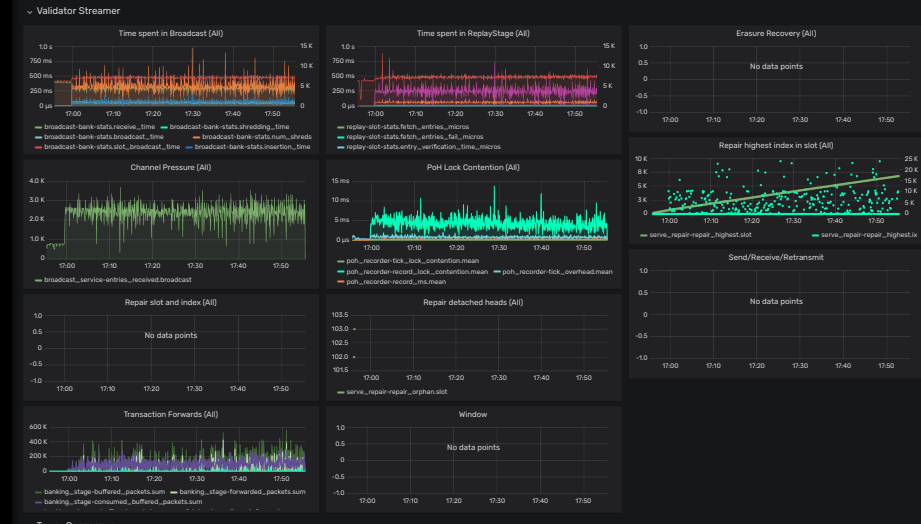 Validator Streamer
Time spent in Broadcast (All)
1.0 s
750 ms
500 ms
250 ms
0 µs
15 K
10 K
5 K
0
17:00 17:10 17:20 17:30 17:40 17:50
broadcast-bank-stats.receive_time broadcast-bank-stats.shredding_time
broadcast-bank-stats.broadcast_time broadcast-bank-stats.num_shreds
broadcast-bank-stats.slot_broadcast_time broadcast-bank-stats.insertion_time
Time spent in ReplayStage (All)
1.0 s
750 ms
500 ms
250 ms
0 µs
15 K
10 K
5 K
0
17:00 17:10 17:20 17:30 17:40 17:50
replay-slot-stats.fetch_entries_micros
replay-slot-stats.fetch_entries_fail_micros
replay-slot-stats.entry_verification_time_micros
Erasure Recovery (All)
1.0
0.5
0
-0.5
-1.0
No data points
17:00 17:10 17:20 17:30 17:40 17:50
Channel Pressure (All)
4.0 K
3.0 K
2.0 K
1.0 K
0
17:00 17:10 17:20 17:30 17:40 17:50
broadcast_service-entries_received.broadcast
PoH Lock Contention (All)
15 ms
10 ms
5 ms
0 µs
17:00 17:10 17:20 17:30 17:40 17:50
poh_recorder-tick_lock_contention.mean
poh_recorder-record_lock_contention.mean poh_recorder-tick_overhead.mean
poh_recorder-record_ms.mean
Repair highest index in slot (All)
10 K
8 K
5 K
3 K
0
25 K
20 K
15 K
10 K
5 K
0
17:00 17:10 17:20 17:30 17:40 17:50
serve_repair-repair_highest.slot serve_repair-repair_highest.ix
Repair slot and index (All)
1.0
0.5
0
-0.5
-1.0
No data points
17:00 17:10 17:20 17:30 17:40 17:50
Repair detached heads (All)
103.5
103.0
102.5
102.0
101.5
17:00 17:10 17:20 17:30 17:40 17:50
serve_repair-repair_orphan.slot
Send/Receive/Retransmit
1.0
0.5
0
-0.5
-1.0
No data points
17:00 17:10 17:20 17:30 17:40 17:50
Transaction Forwards (All)
600 K
400 K
200 K
0
17:00 17:10 17:20 17:30 17:40 17:50
banking_stage-buffered_packets.sum banking_stage-forwarded_packets.sum
banking_stage-consumed_buffered_packets.sum
Window
1.0
0.5
0
-0.5
-1.0
No data points
17:00 17:10 17:20 17:30 17:40 17:50